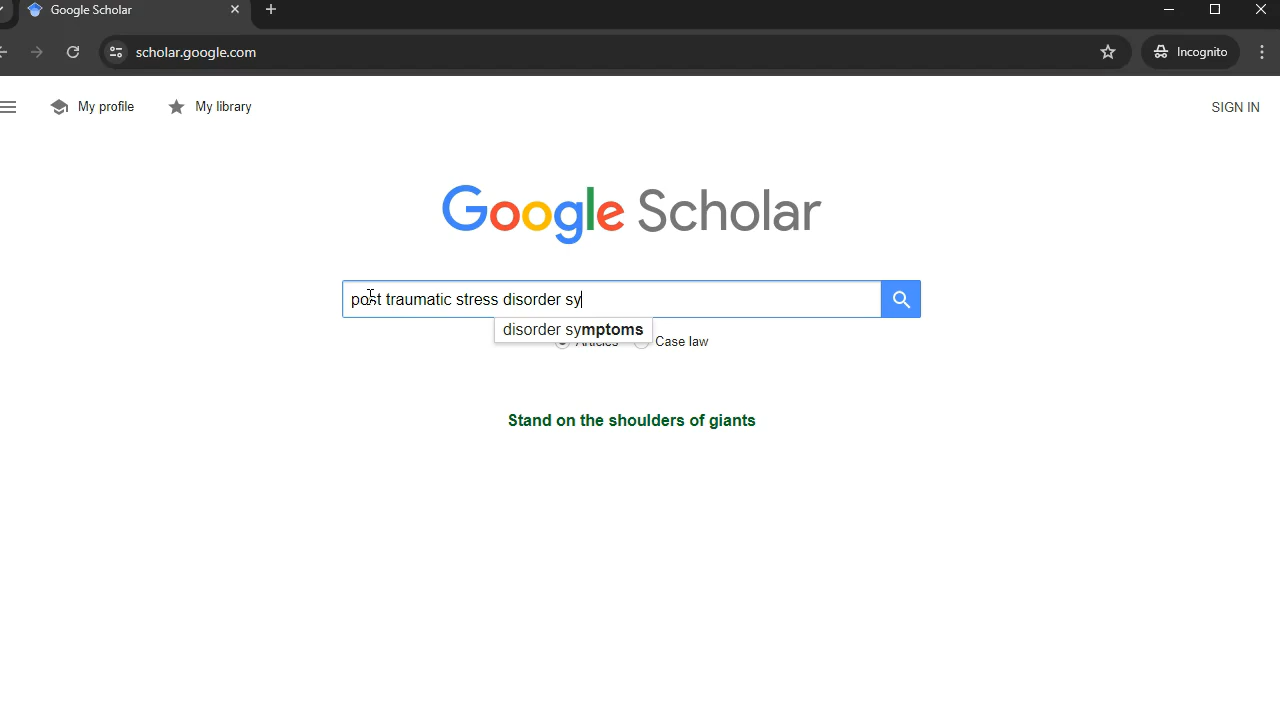 Google Scholar
scholar.google.com
Incognito
My profile
My library
SIGN IN
Google Scholar
post traumatic stress disorder sy
disorder symptoms
Articles
Case law
Stand on the shoulders of giants